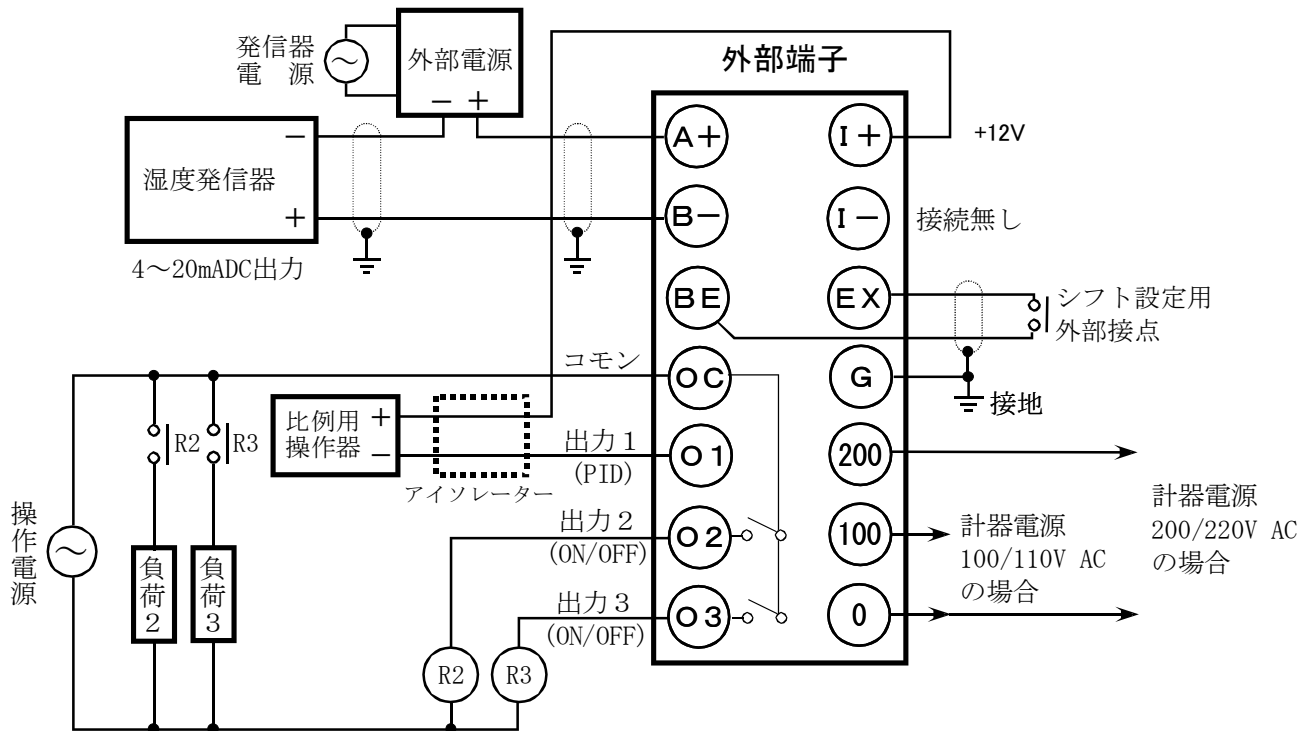 発信器
電　源
外部電源
－ ＋
外部端子
湿度発信器
－
＋
4～20mADC出力
A＋
B－
BE
OC
O1
O2
O3
I＋
I－
EX
G
200
100
0
+12V
接続無し
シフト設定用
外部接点
接地
コモン
比例用
操作器
＋
－
アイソレーター
出力１
(PID)
出力２
(ON/OFF)
出力３
(ON/OFF)
R2
R3
操作電源
負荷２
負荷３
R2
R3
計器電源
100/110V AC
の場合
計器電源
200/220V AC
の場合